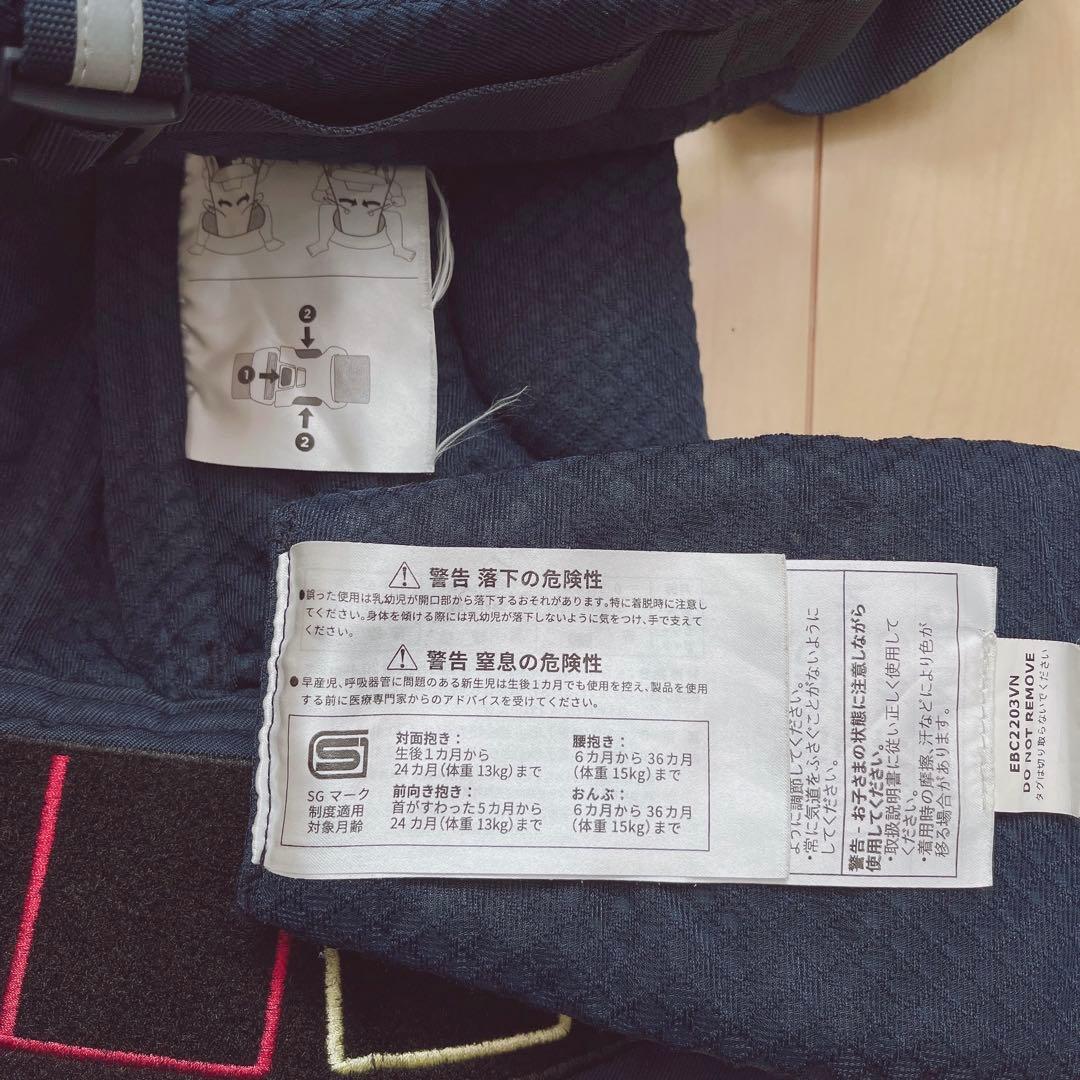 2
1
2
警告 落下の危険性
●誤った使用は乳幼児が開口部から落下するおそれがあります。特に着脱時に注意し
てください。身体を傾ける際には乳幼児が落下しないように気をつけ、手で支えて
ください。
警告 窒息の危険性
●早産児、呼吸器官に問題のある新生児は生後1カ月でも使用を控え、製品を使用
する前に医療専門家からのアドバイスを受けてください。
SG マーク
制度適用
対象月齢
対面抱き：
生後1カ月から
24カ月（体重13kg）まで
前向き抱き：
首がすわった5カ月から
24カ月（体重13kg）まで
腰抱き：
6カ月から36カ月
（体重15kg）まで
おんぶ：
6カ月から36カ月
（体重15kg）まで
ように調節してください。
・常に気道をふさぐことがないように
してください。
警告 - お子さまの状態に注意しながら
使用してください。
・取扱説明書に従い正しく使用して
ください。
・着用時の摩擦、汗などにより色が
移る場合があります。
EBC2203VN
DO NOT REMOVE
タグは切り取らないでください